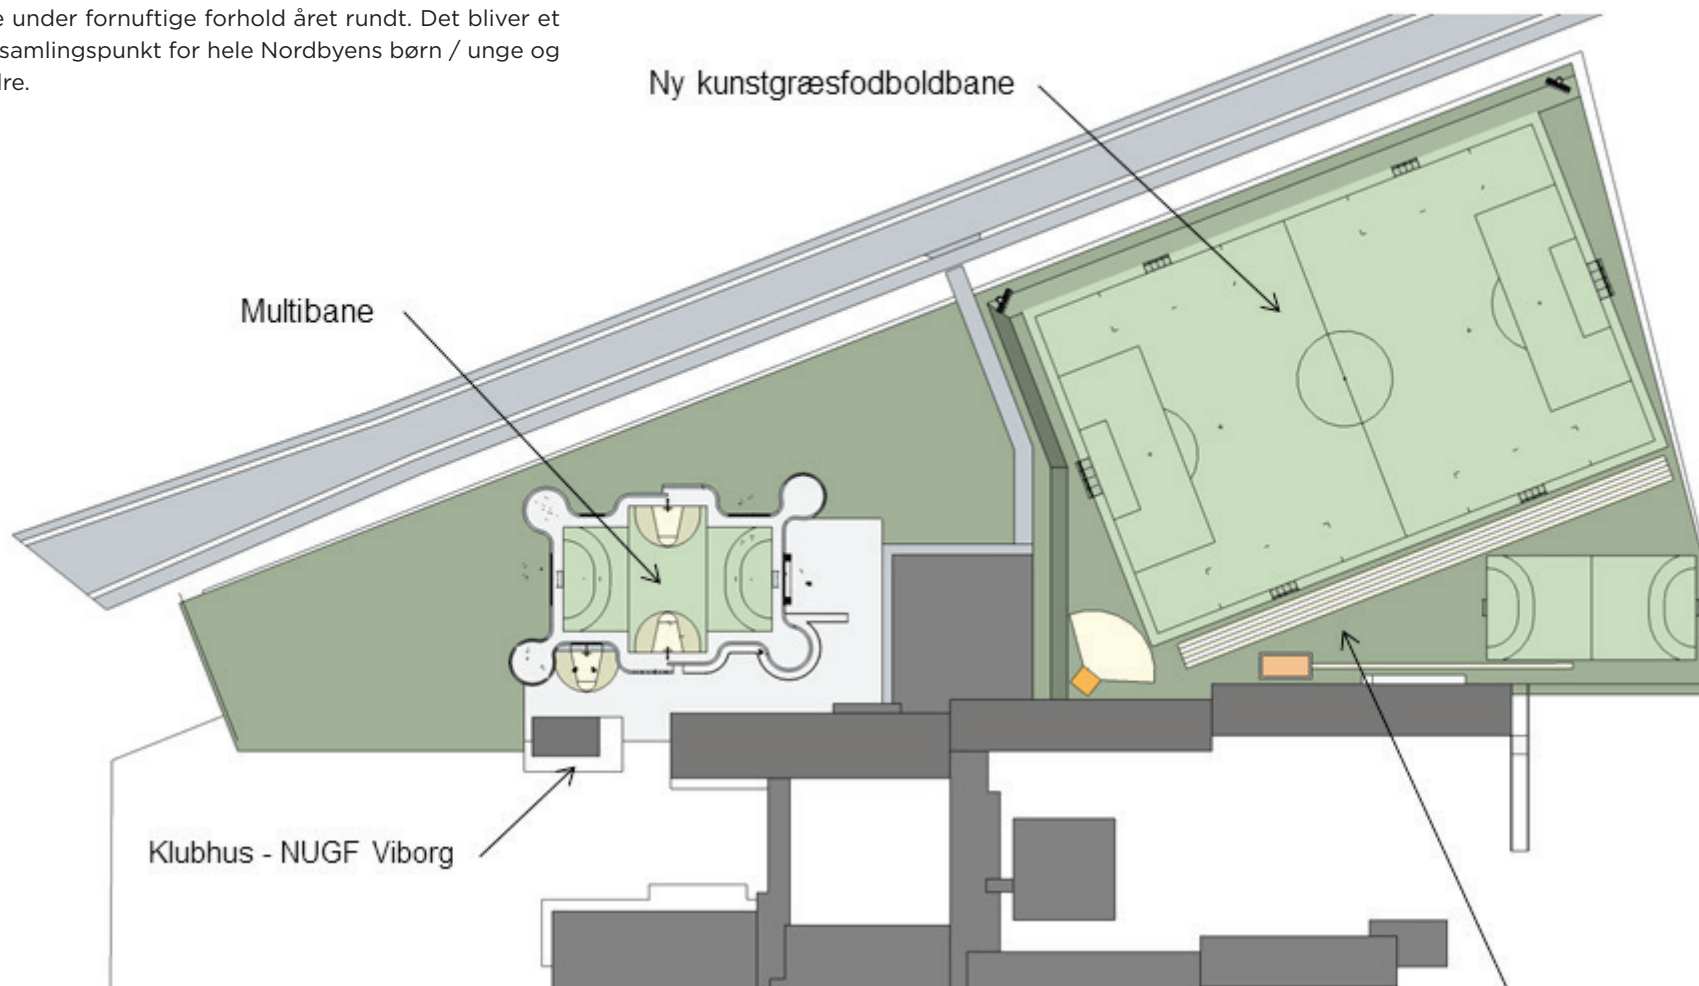 under fornuftige forhold året rundt. Det bliver et
samlingspunkt for hele Nordbyens børn / unge og
Ny kunstgræsfodboldbane
Multibane
Klubhus - NUGF Viborg